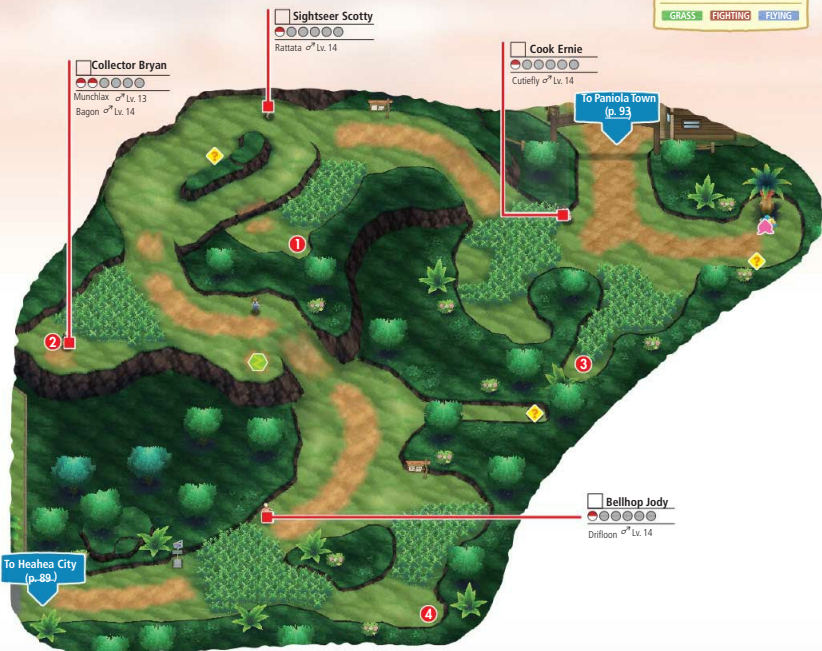 GRASS FIGHTING FLYING
Sightseer Scotty
Rattata ♂ Lv. 14
Collector Bryan
Munchlax ♂ Lv. 13
Bagon ♂ Lv. 14
Cook Ernie
Cutiefly ♂ Lv. 14
To Paniola Town
(p. 93)
?
1
?
2
3
?
Bellhop Jody
Drifloon ♂ Lv. 14
To Heahea City
(p. 89)
4